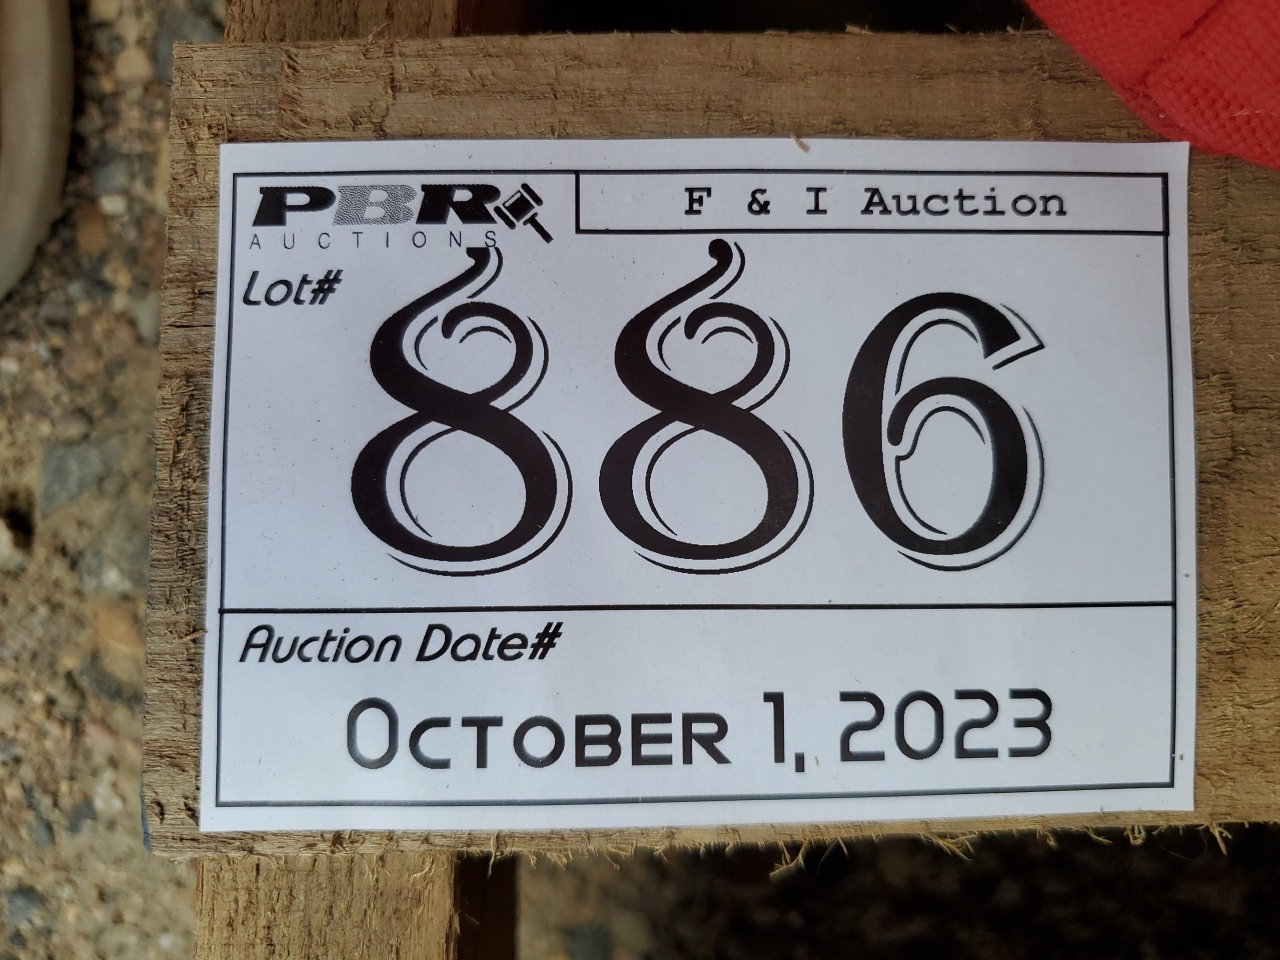 PBR
AUCTIONS
F & I Auction
Lot#
886
Auction Date#
October 1, 2023